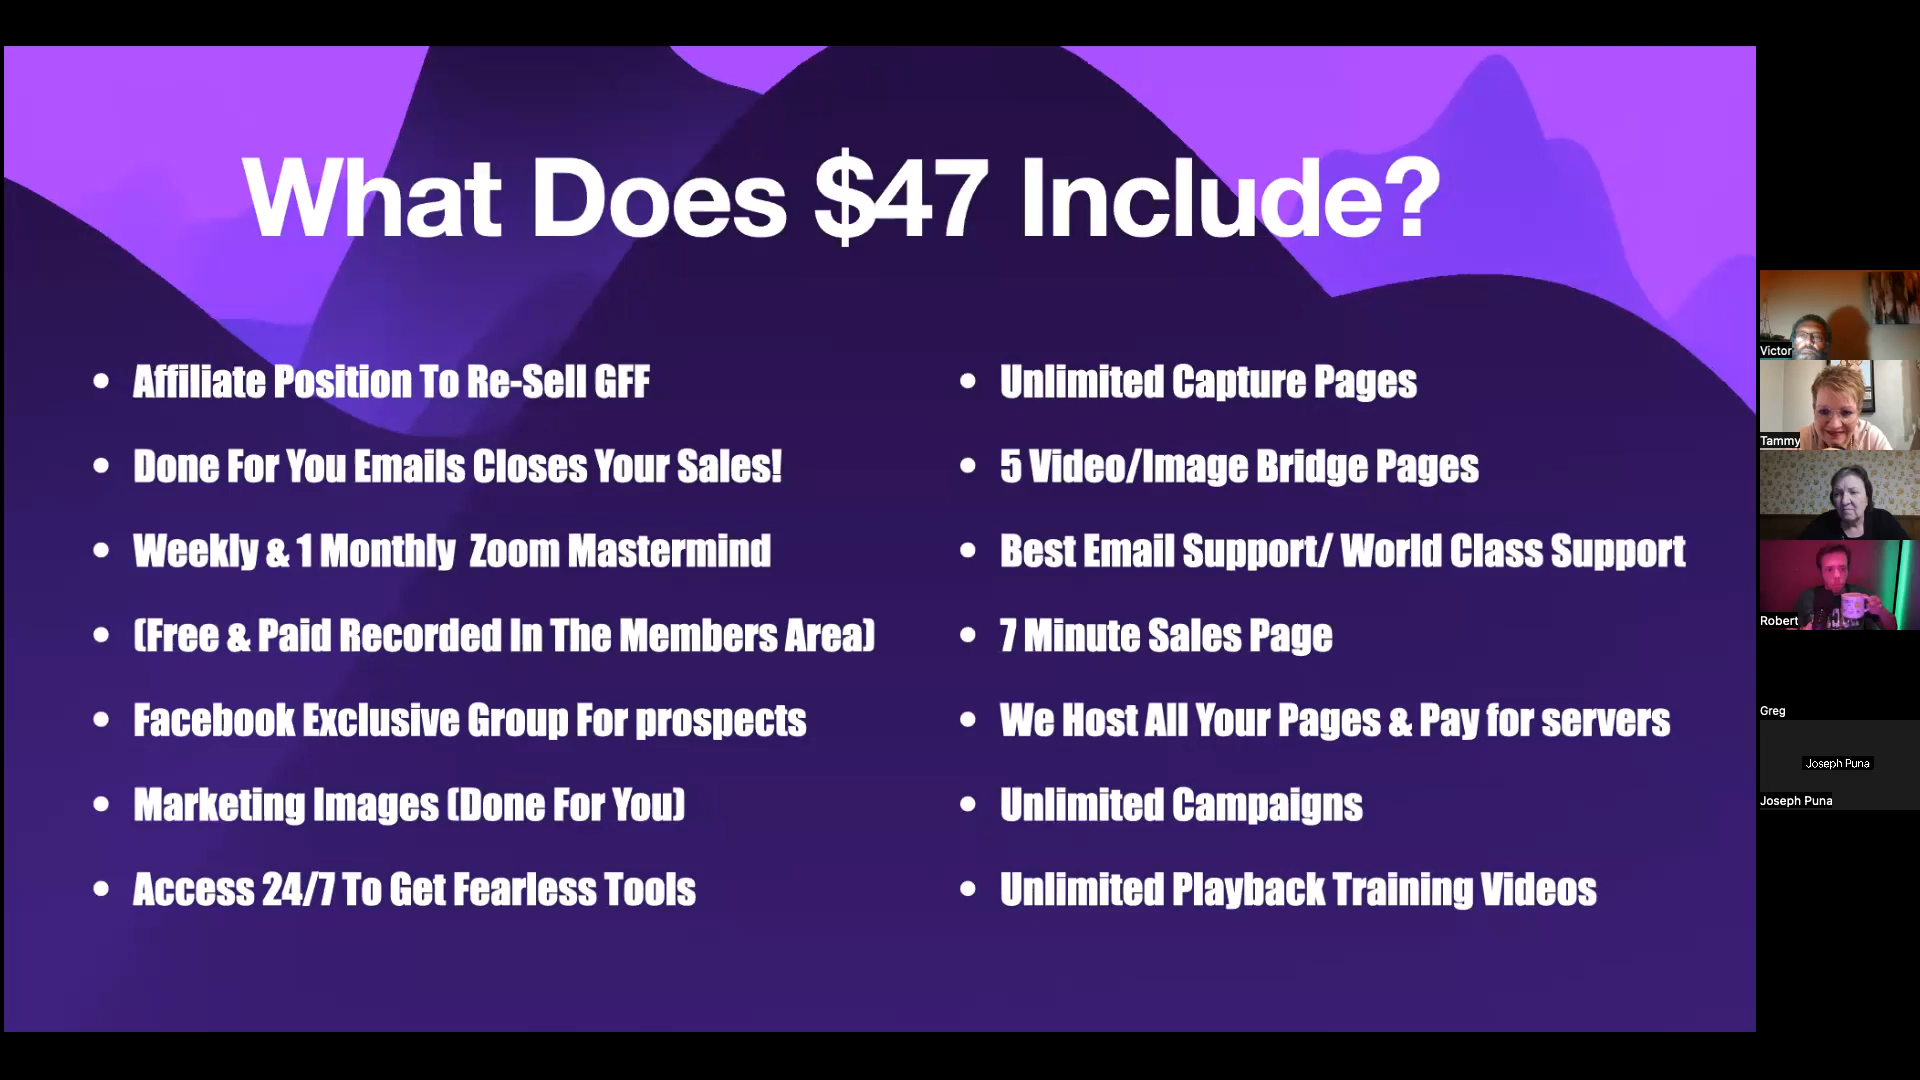 What Does $47 Include?
Affiliate Position To Re-Sell GFF
Done For You Emails Closes Your Sales!
Weekly & 1 Monthly Zoom Mastermind
(Free & Paid Recorded In The Members Area)
Facebook Exclusive Group For prospects
Marketing Images (Done For You)
Access 24/7 To Get Fearless Tools
Unlimited Capture Pages
5 Video/Image Bridge Pages
Best Email Support/ World Class Support
7 Minute Sales Page
We Host All Your Pages & Pay for servers
Unlimited Campaigns
Unlimited Playback Training Videos
Victor
Tammy
Robert
Greg
Joseph Puna
Joseph Puna